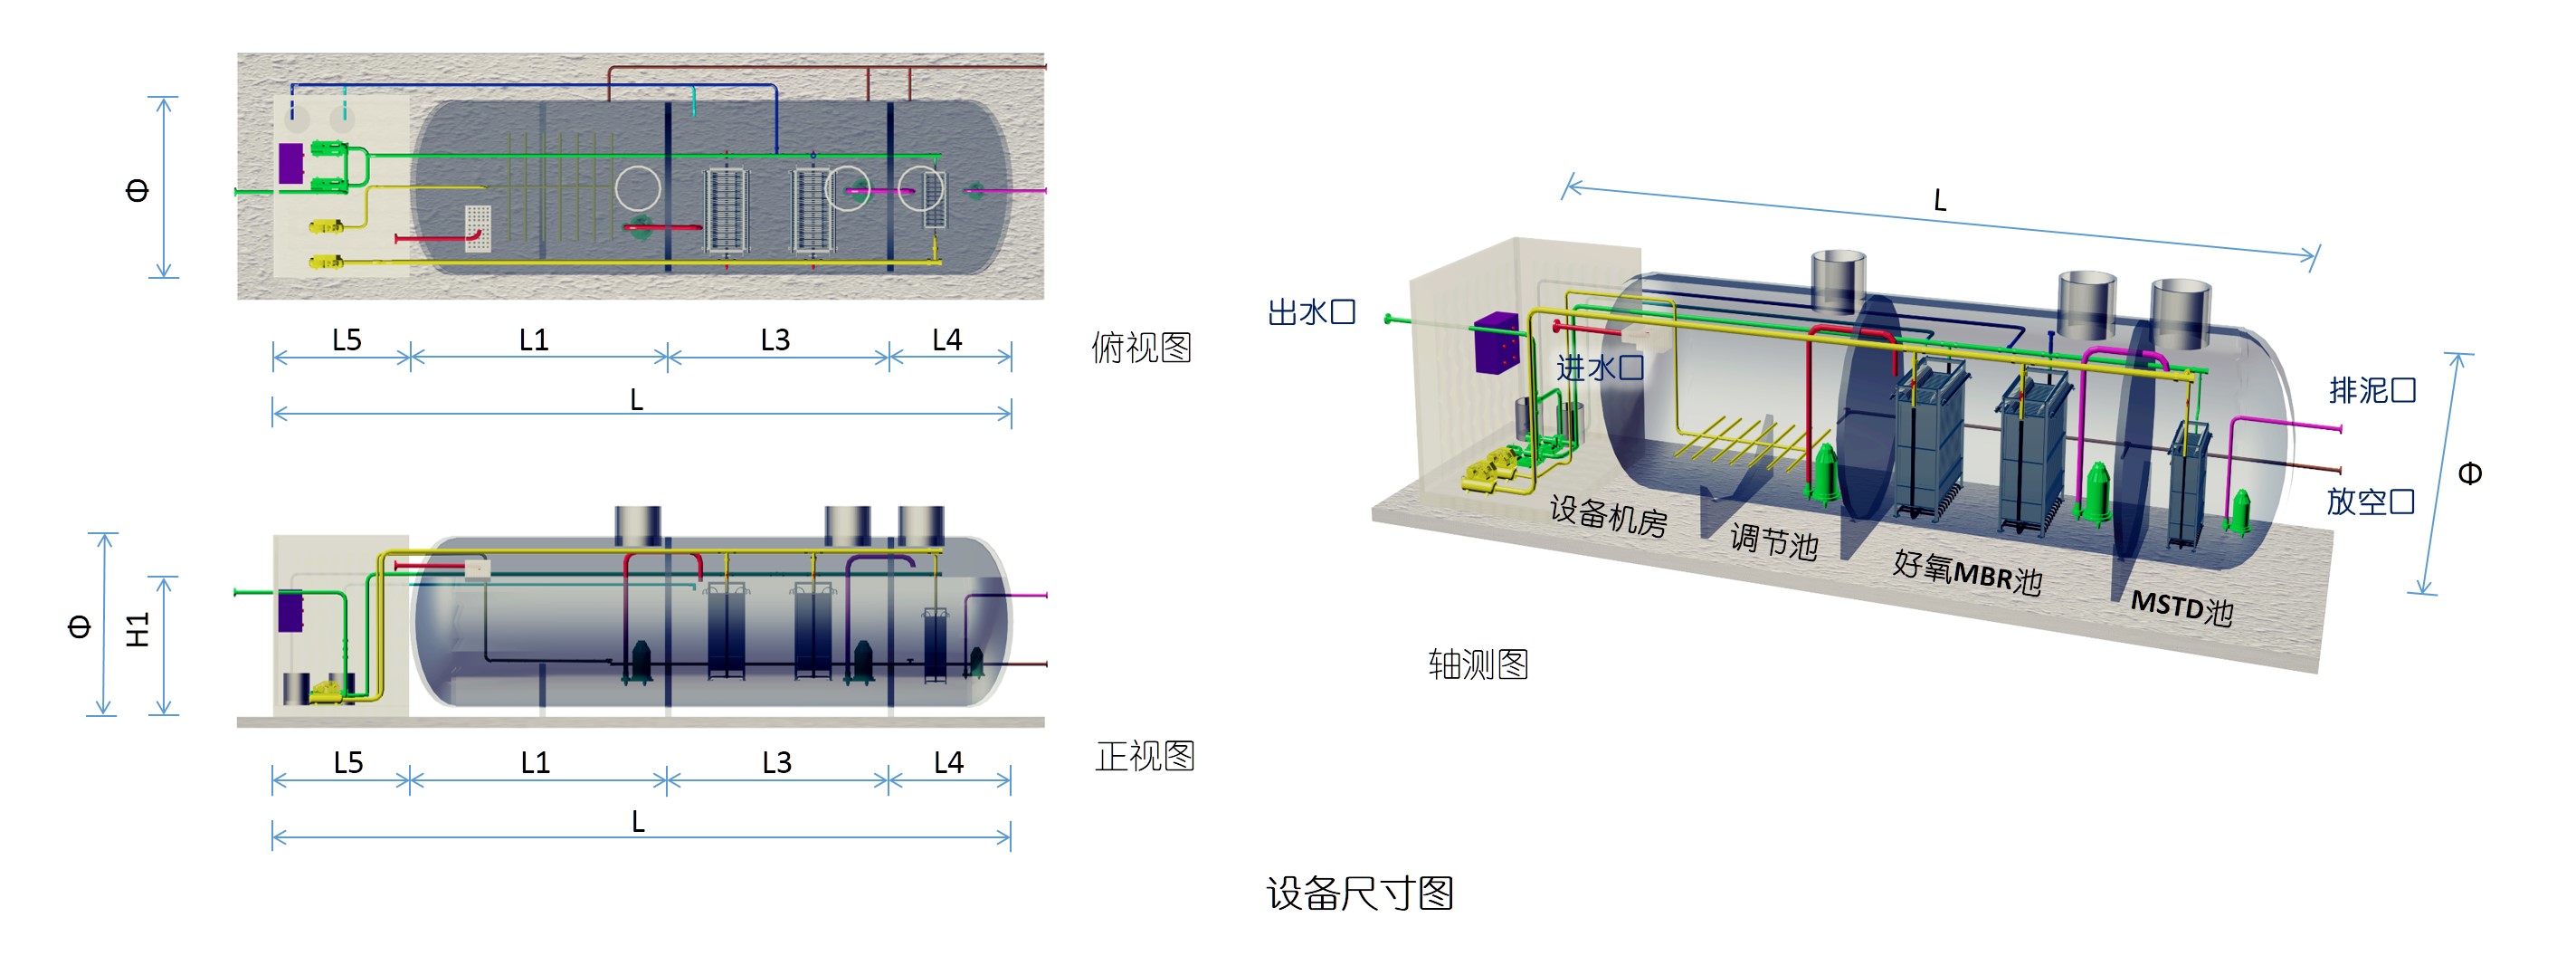 Φ
L5 L1 L3 L4
L
俯视图
Φ
H1
L5 L1 L3 L4
L
正视图
L
出水口
进水口
排泥口
放空口
Φ
设备机房
调节池
好氧MBR池
MSTD池
轴测图
设备尺寸图